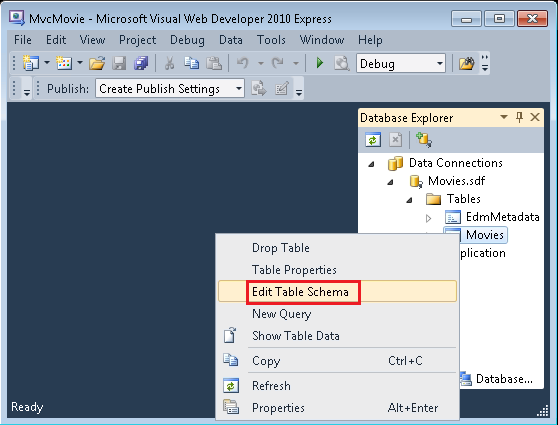 MvcMovie - Microsoft Visual Web Developer 2010 Express
File Edit View Debug Data Tools Window Help
Debug
Publish: Create Publish Settings
Database Explorer
Data Connections
Movies.sdf
Tables
EdmMetadata
Movies
plication
Drop Table
Table Properties
Edit Table Schema
New Query
Show Table Data
Copy Ctrl+C
Refresh
Properties Alt+Enter
Database...
Ready